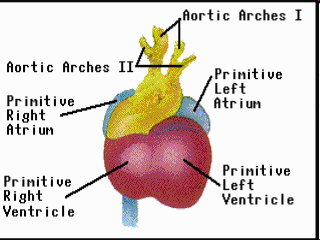 Aortic Arches I
Aortic Arches II
Primitive
Left
Atrium
Primitive
Right
Atrium
Primitive
Right
Ventricle
Primitive
Left
Ventricle